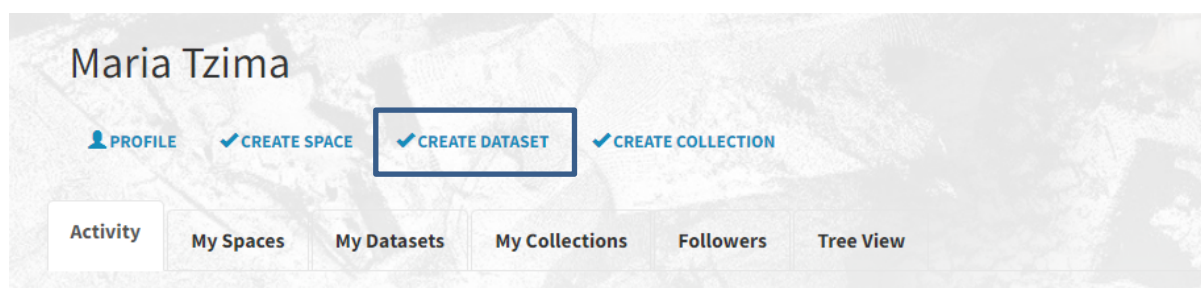 Maria Tzima
PROFILE CREATE SPACE CREATE DATASET CREATE COLLECTION
Activity My Spaces My Datasets My Collections Followers Tree View